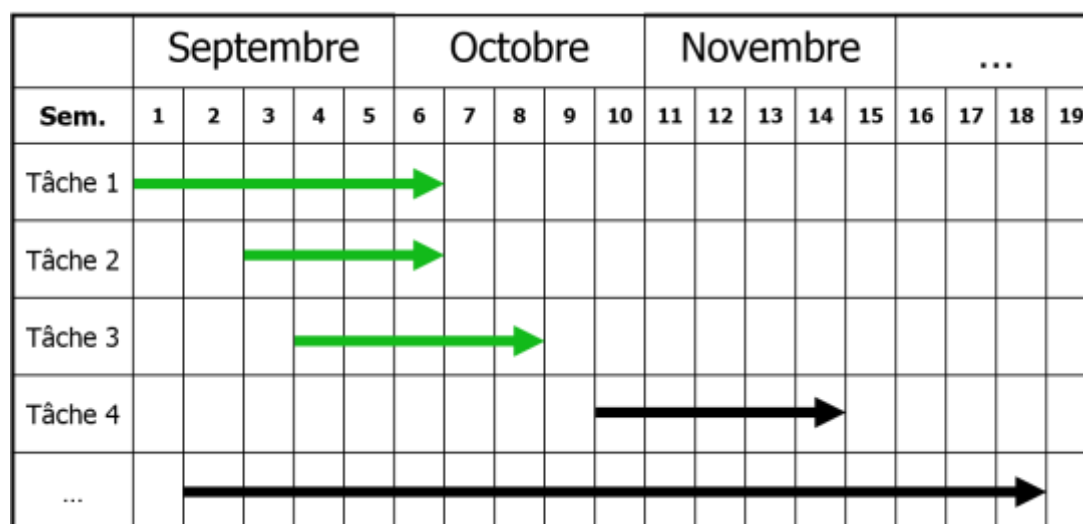 Septembre Octobre Novembre ...
Sem. 1 2 3 4 5 6 7 8 9 10 11 12 13 14 15 16 17 18 19
Tâche 1
Tâche 2
Tâche 3
Tâche 4
...